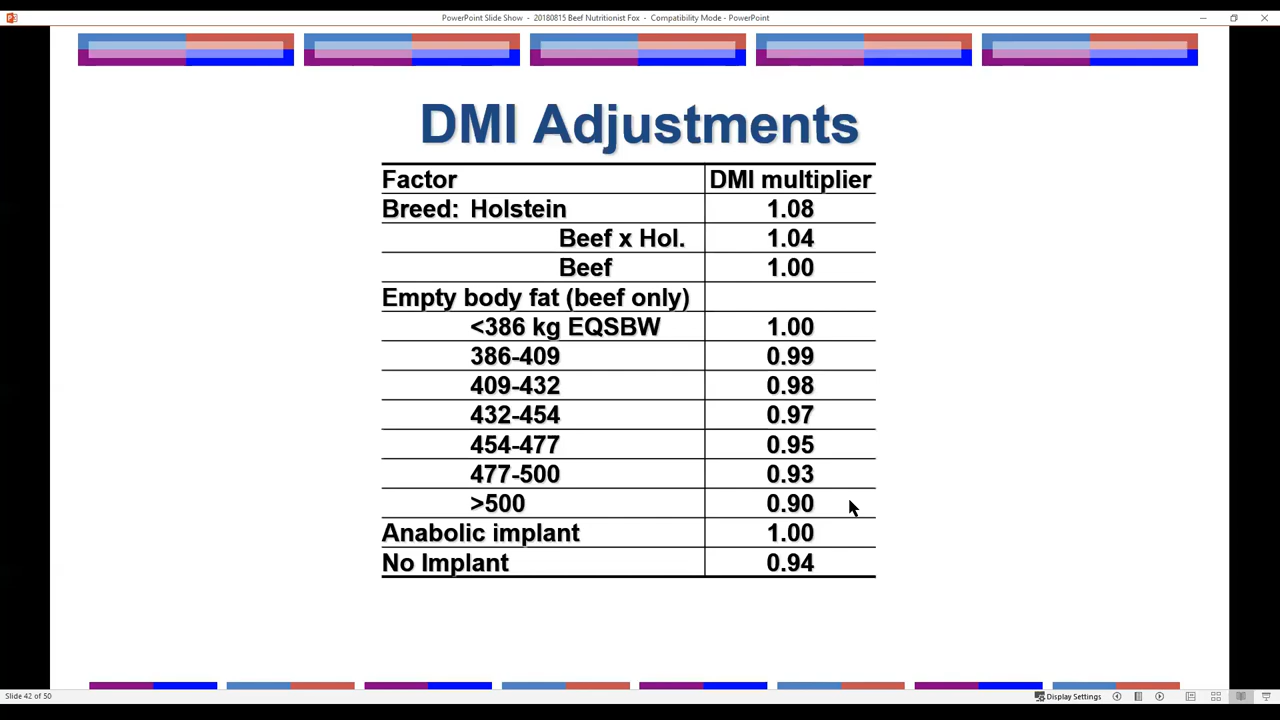 PowerPoint Slide Show - 20180815 Beef Nutritionist Fox - Compatibility Mode - PowerPoint
DMI Adjustments
Factor DMI multiplier
Breed: Holstein 1.08
Beef x Hol. 1.04
Beef 1.00
Empty body fat (beef only)
<386 kg EQSBW 1.00
386-409 0.99
409-432 0.98
432-454 0.97
454-477 0.95
477-500 0.93
>500 0.90
Anabolic implant 1.00
No Implant 0.94
Slide 42 of 50 Display Settings